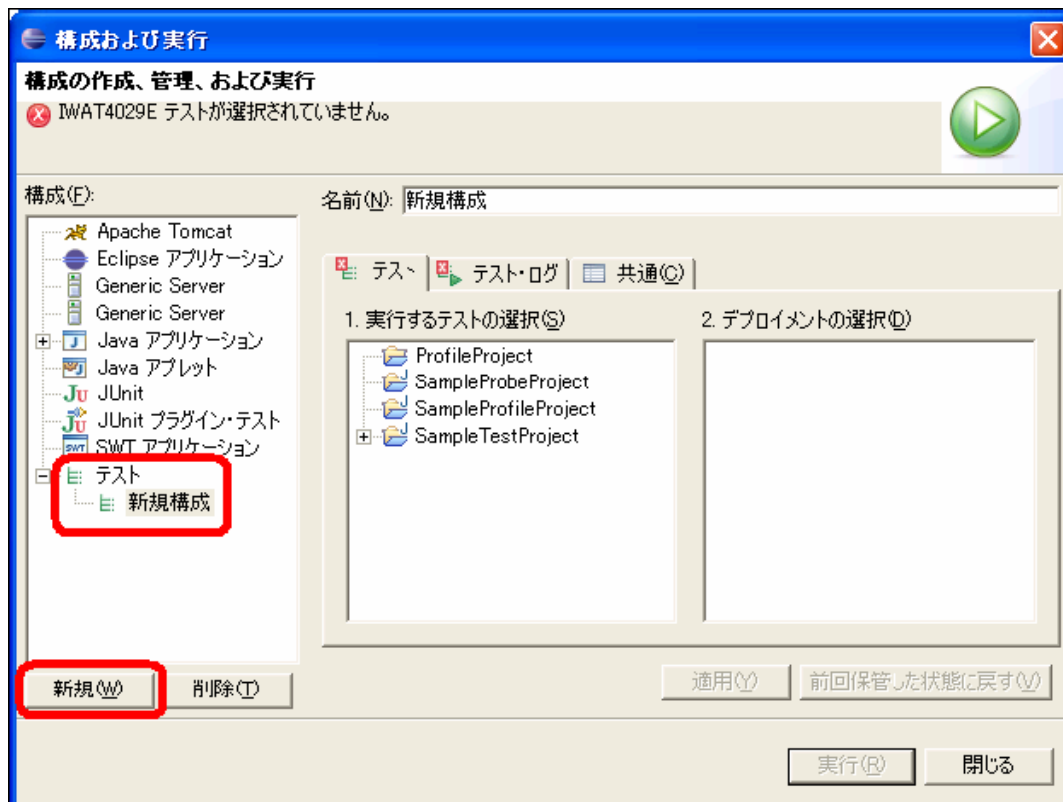 構成および実行
構成の作成、管理、および実行
IWAT4029E テストが選択されていません。
構成(F):
Apache Tomcat
Eclipse アプリケーション
Generic Server
Generic Server
Java アプリケーション
Java アプレット
JUnit
JUnit プラグイン・テスト
SWT アプリケーション
テスト
新規構成
新規(W)
削除(T)
名前(N): 新規構成
テスト
テスト・ログ
共通(C)
1. 実行するテストの選択(S)
ProfileProject
SampleProbeProject
SampleProfileProject
SampleTestProject
2. デプロイメントの選択(D)
適用(Y)
前回保管した状態に戻す(V)
実行(R)
閉じる